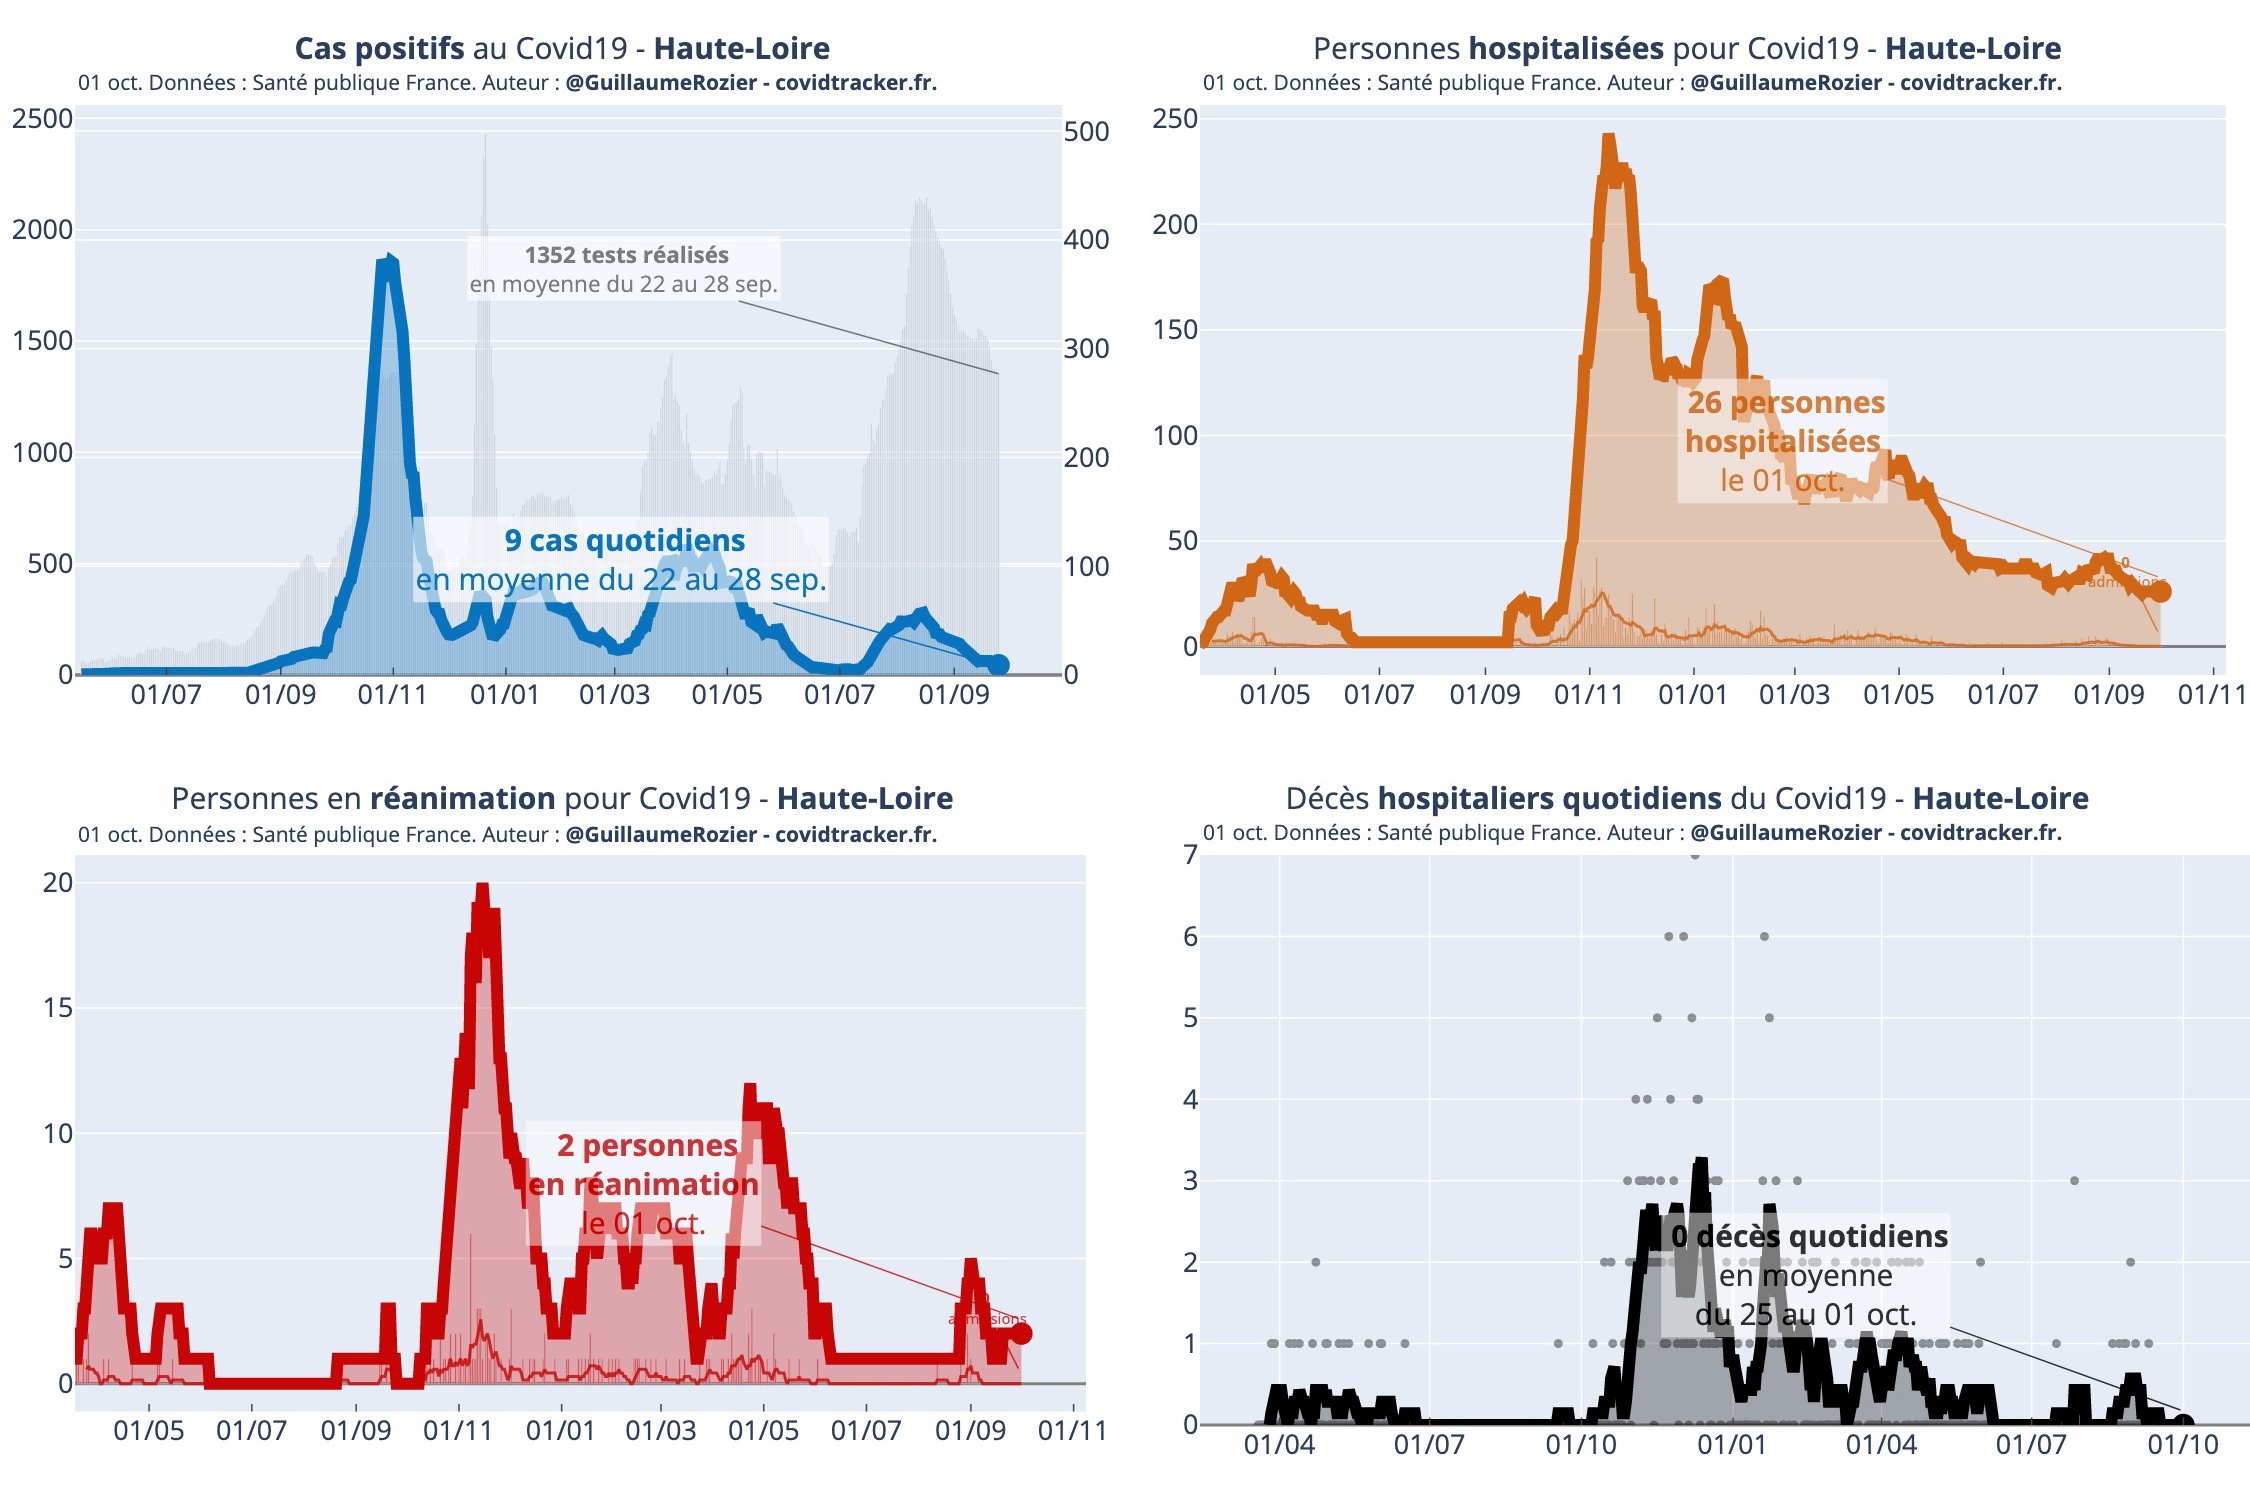 Cas positifs au Covid19 - Haute-Loire
01 oct. Données : Santé publique France. Auteur : @GuillaumeRozier - covidtracker.fr.
2500
2000
1500
1000
500
0
500
400
300
200
100
0
1352 tests réalisés
en moyenne du 22 au 28 sep.
9 cas quotidiens
en moyenne du 22 au 28 sep.
01/07 01/09 01/11 01/01 01/03 01/05 01/07 01/09
Personnes hospitalisées pour Covid19 - Haute-Loire
01 oct. Données : Santé publique France. Auteur : @GuillaumeRozier - covidtracker.fr.
250
200
150
100
50
0
26 personnes
hospitalisées
le 01 oct.
0
admissions
01/05 01/07 01/09 01/11 01/01 01/03 01/05 01/07 01/09 01/11
Personnes en réanimation pour Covid19 - Haute-Loire
01 oct. Données : Santé publique France. Auteur : @GuillaumeRozier - covidtracker.fr.
20
15
10
5
0
2 personnes
en réanimation
le 01 oct.
admissions
01/05 01/07 01/09 01/11 01/01 01/03 01/05 01/07 01/09 01/11
Décès hospitaliers quotidiens du Covid19 - Haute-Loire
01 oct. Données : Santé publique France. Auteur : @GuillaumeRozier - covidtracker.fr.
7
6
5
4
3
2
1
0
0 décès quotidiens
en moyenne
du 25 au 01 oct.
01/04 01/07 01/10 01/01 01/04 01/07 01/10